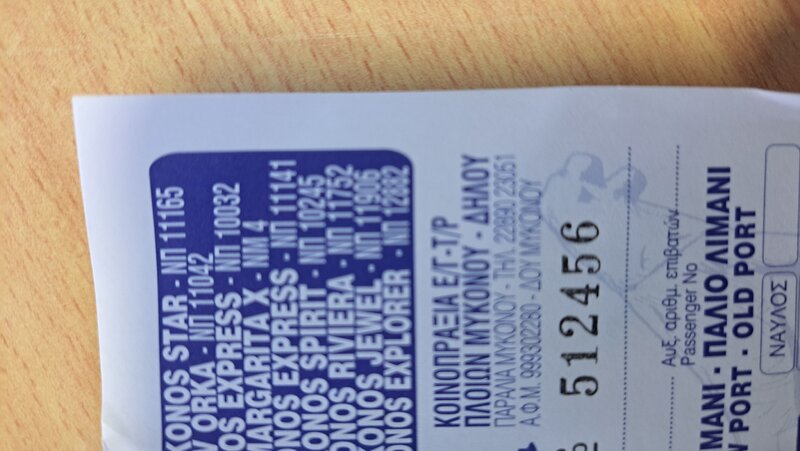 KONOS STAR - ΝΠ 11165
V ORKA - ΝΠ 11042
OS EXPRESS - ΝΠ 10032
MARGARITA X - ΝΜ 4
ONOS EXPRESS - ΝΠ 11141
ONOS SPIRIT - ΝΠ 10245
ONOS RIVIERA - ΝΠ 11752
KONOS JEWEL - ΝΠ 11906
ONOS EXPLORER - ΝΠ 12882
ΚΟΙΝΟΠΡΑΞΙΑ Ε/Γ-Τ/Ρ
ΠΛΟΙΩΝ ΜΥΚΟΝΟΥ - ΔΗΛΟΥ
ΠΑΡΑΛΙΑ ΜΥΚΟΝΟΥ - ΤΗΛ. 22890 23051
Α.Φ.Μ. 999302280 - ΔΟΥ ΜΥΚΟΝΟΥ
512456
Αυξ. αριθμ. επιβατών
Passenger No
ΙΜΑΝΙ - ΠΑΛΙΟ ΛΙΜΑΝΙ
PORT - OLD PORT
ΝΑΥΛΟΣ